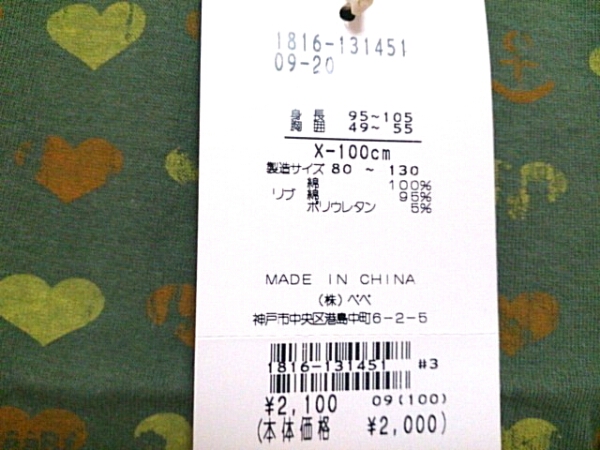 1816-131451
09-20
身長 95~105
胸囲 49~ 55
X-100cm
製造サイズ 80 ~ 130
綿 100%
リブ 綿 95%
ポリウレタン 5%
MADE IN CHINA
(株)べべ
神戸市中央区港島中町6-2-5
1816-131451 #3
¥2,100 09(100)
(本体価格 ¥2,000)